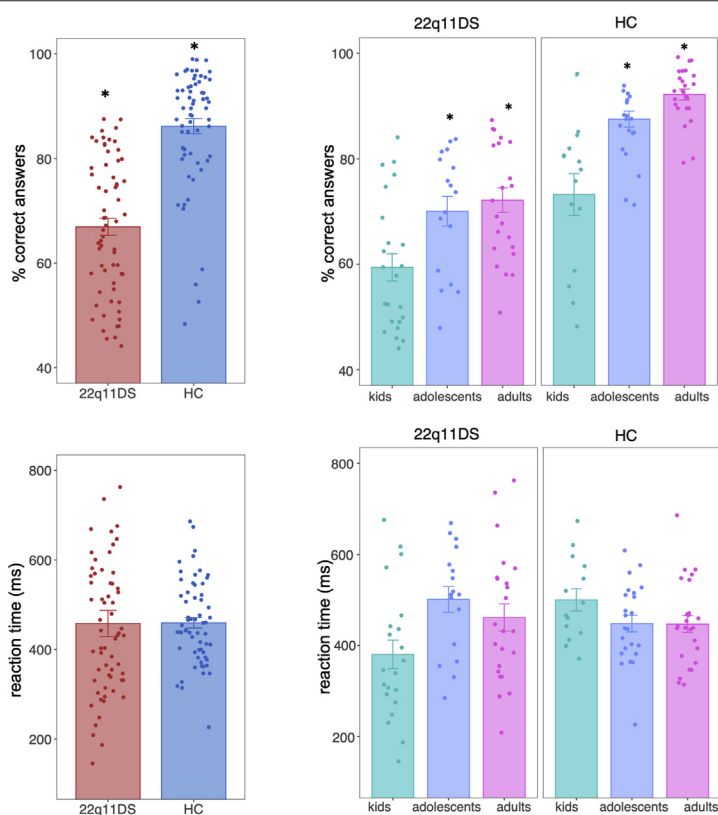 22q11DS HC
* * * * * *
100
80
60
40
% correct answers
22q11DS HC
100
80
60
40
% correct answers
kids adolescents adults kids adolescents adults
22q11DS HC
800
600
400
200
reaction time (ms)
22q11DS HC
800
600
400
200
reaction time (ms)
kids adolescents adults kids adolescents adults